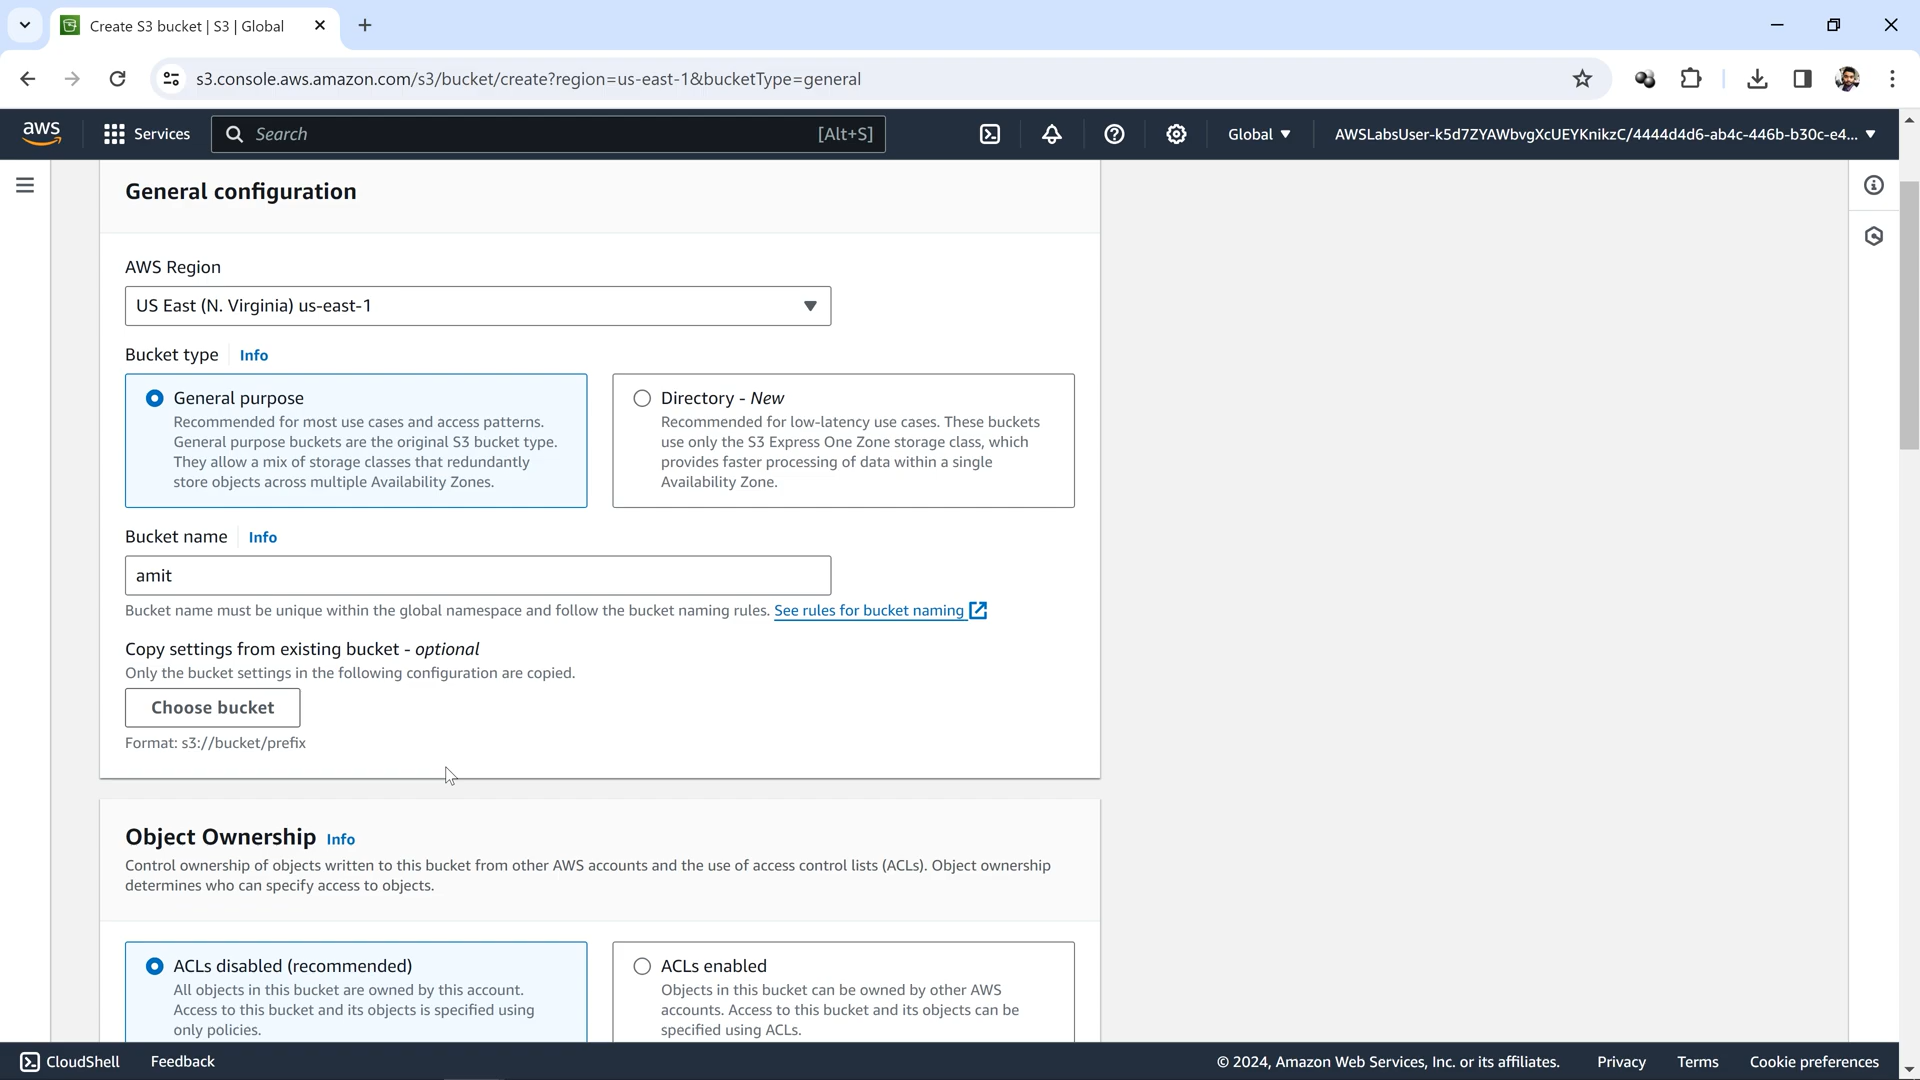 Create S3 bucket | S3 | Global
s3.console.aws.amazon.com/s3/bucket/create?region=us-east-1&bucketType=general
aws
Services
Search
[Alt+S]
Global
AWSLabsUser-k5d7ZYAWbvgXcUEYKnikzC/4444d4d6-ab4c-446b-b30c-e4...
General configuration
AWS Region
US East (N. Virginia) us-east-1
Bucket type
Info
General purpose
Recommended for most use cases and access patterns.
General purpose buckets are the original S3 bucket type.
They allow a mix of storage classes that redundantly
store objects across multiple Availability Zones.
Directory - New
Recommended for low-latency use cases. These buckets
use only the S3 Express One Zone storage class, which
provides faster processing of data within a single
Availability Zone.
Bucket name
Info
amit
Bucket name must be unique within the global namespace and follow the bucket naming rules. See rules for bucket naming
Copy settings from existing bucket - optional
Only the bucket settings in the following configuration are copied.
Choose bucket
Format: s3://bucket/prefix
Object Ownership
Info
Control ownership of objects written to this bucket from other AWS accounts and the use of access control lists (ACLs). Object ownership
determines who can specify access to objects.
ACLs disabled (recommended)
All objects in this bucket are owned by this account.
Access to this bucket and its objects is specified using
only policies.
ACLs enabled
Objects in this bucket can be owned by other AWS
accounts. Access to this bucket and its objects can be
specified using ACLs.
CloudShell
Feedback
© 2024, Amazon Web Services, Inc. or its affiliates.
Privacy
Terms
Cookie preferences